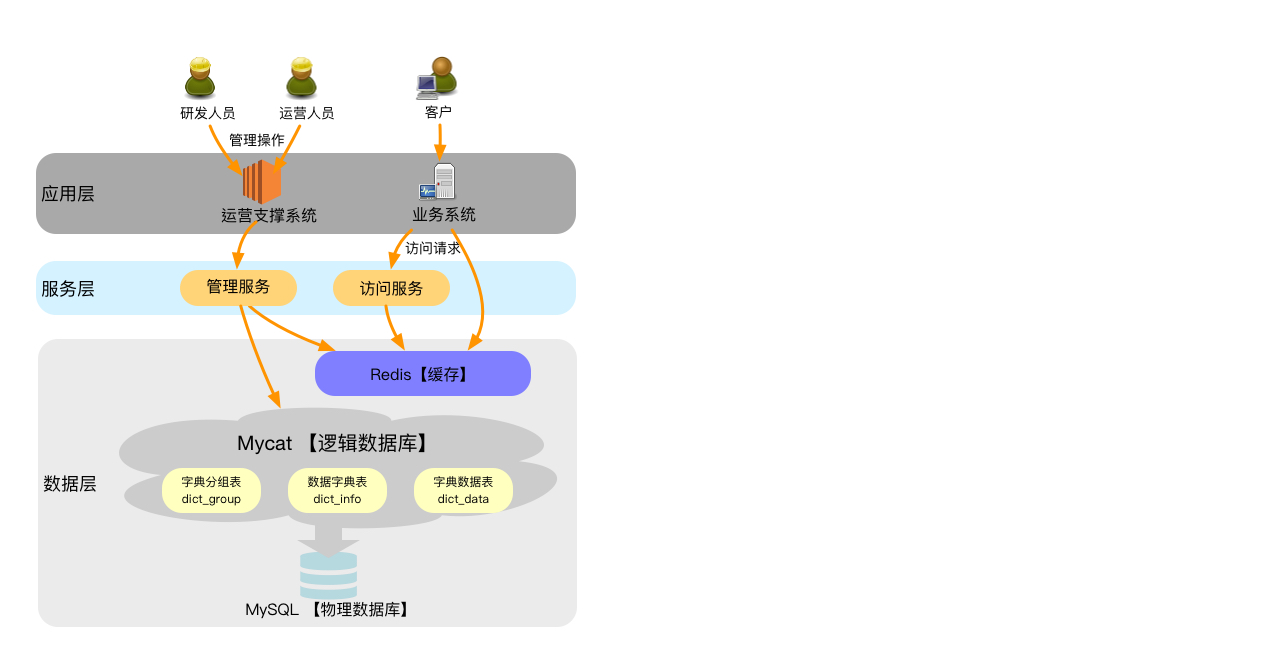 研发人员
运营人员
客户
管理操作
应用层
运营支撑系统
业务系统
访问请求
服务层
管理服务
访问服务
Redis【缓存】
Mycat 【逻辑数据库】
数据层
字典分组表
dict_group
数据字典表
dict_info
字典数据表
dict_data
MySQL 【物理数据库】